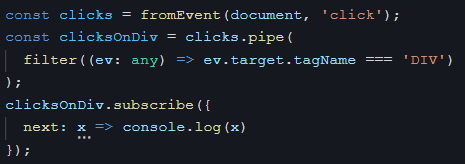 const clicks = fromEvent(document, 'click');
const clicksOnDiv = clicks.pipe(
  filter((ev: any) => ev.target.tagName === 'DIV')
);
clicksOnDiv.subscribe({
  next: x => console.log(x)
});